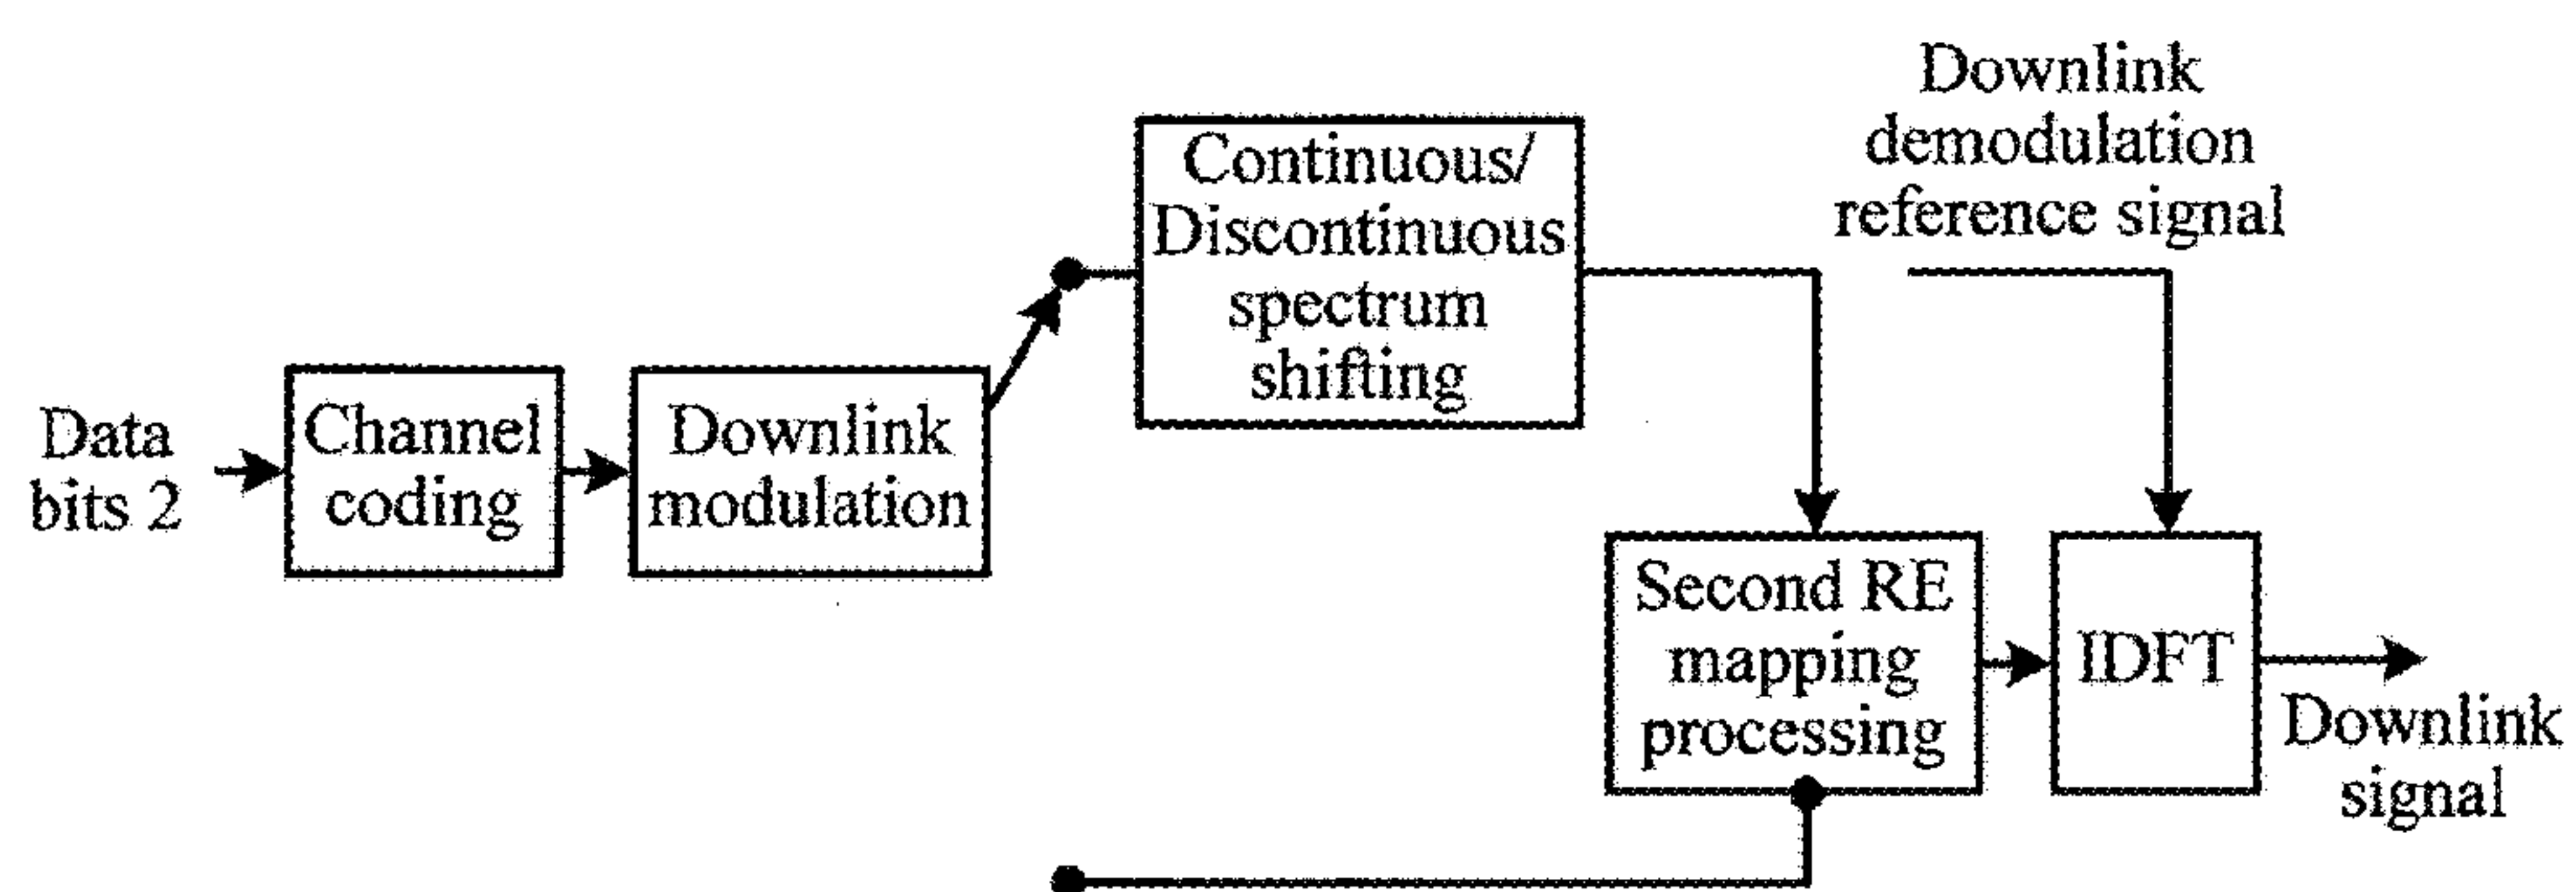 Data
bits 2
Channel
coding
Downlink
modulation
Continuous/
Discontinuous
spectrum
shifting
Downlink
demodulation
reference signal
Second RE
mapping
processing
IDFT
Downlink
signal